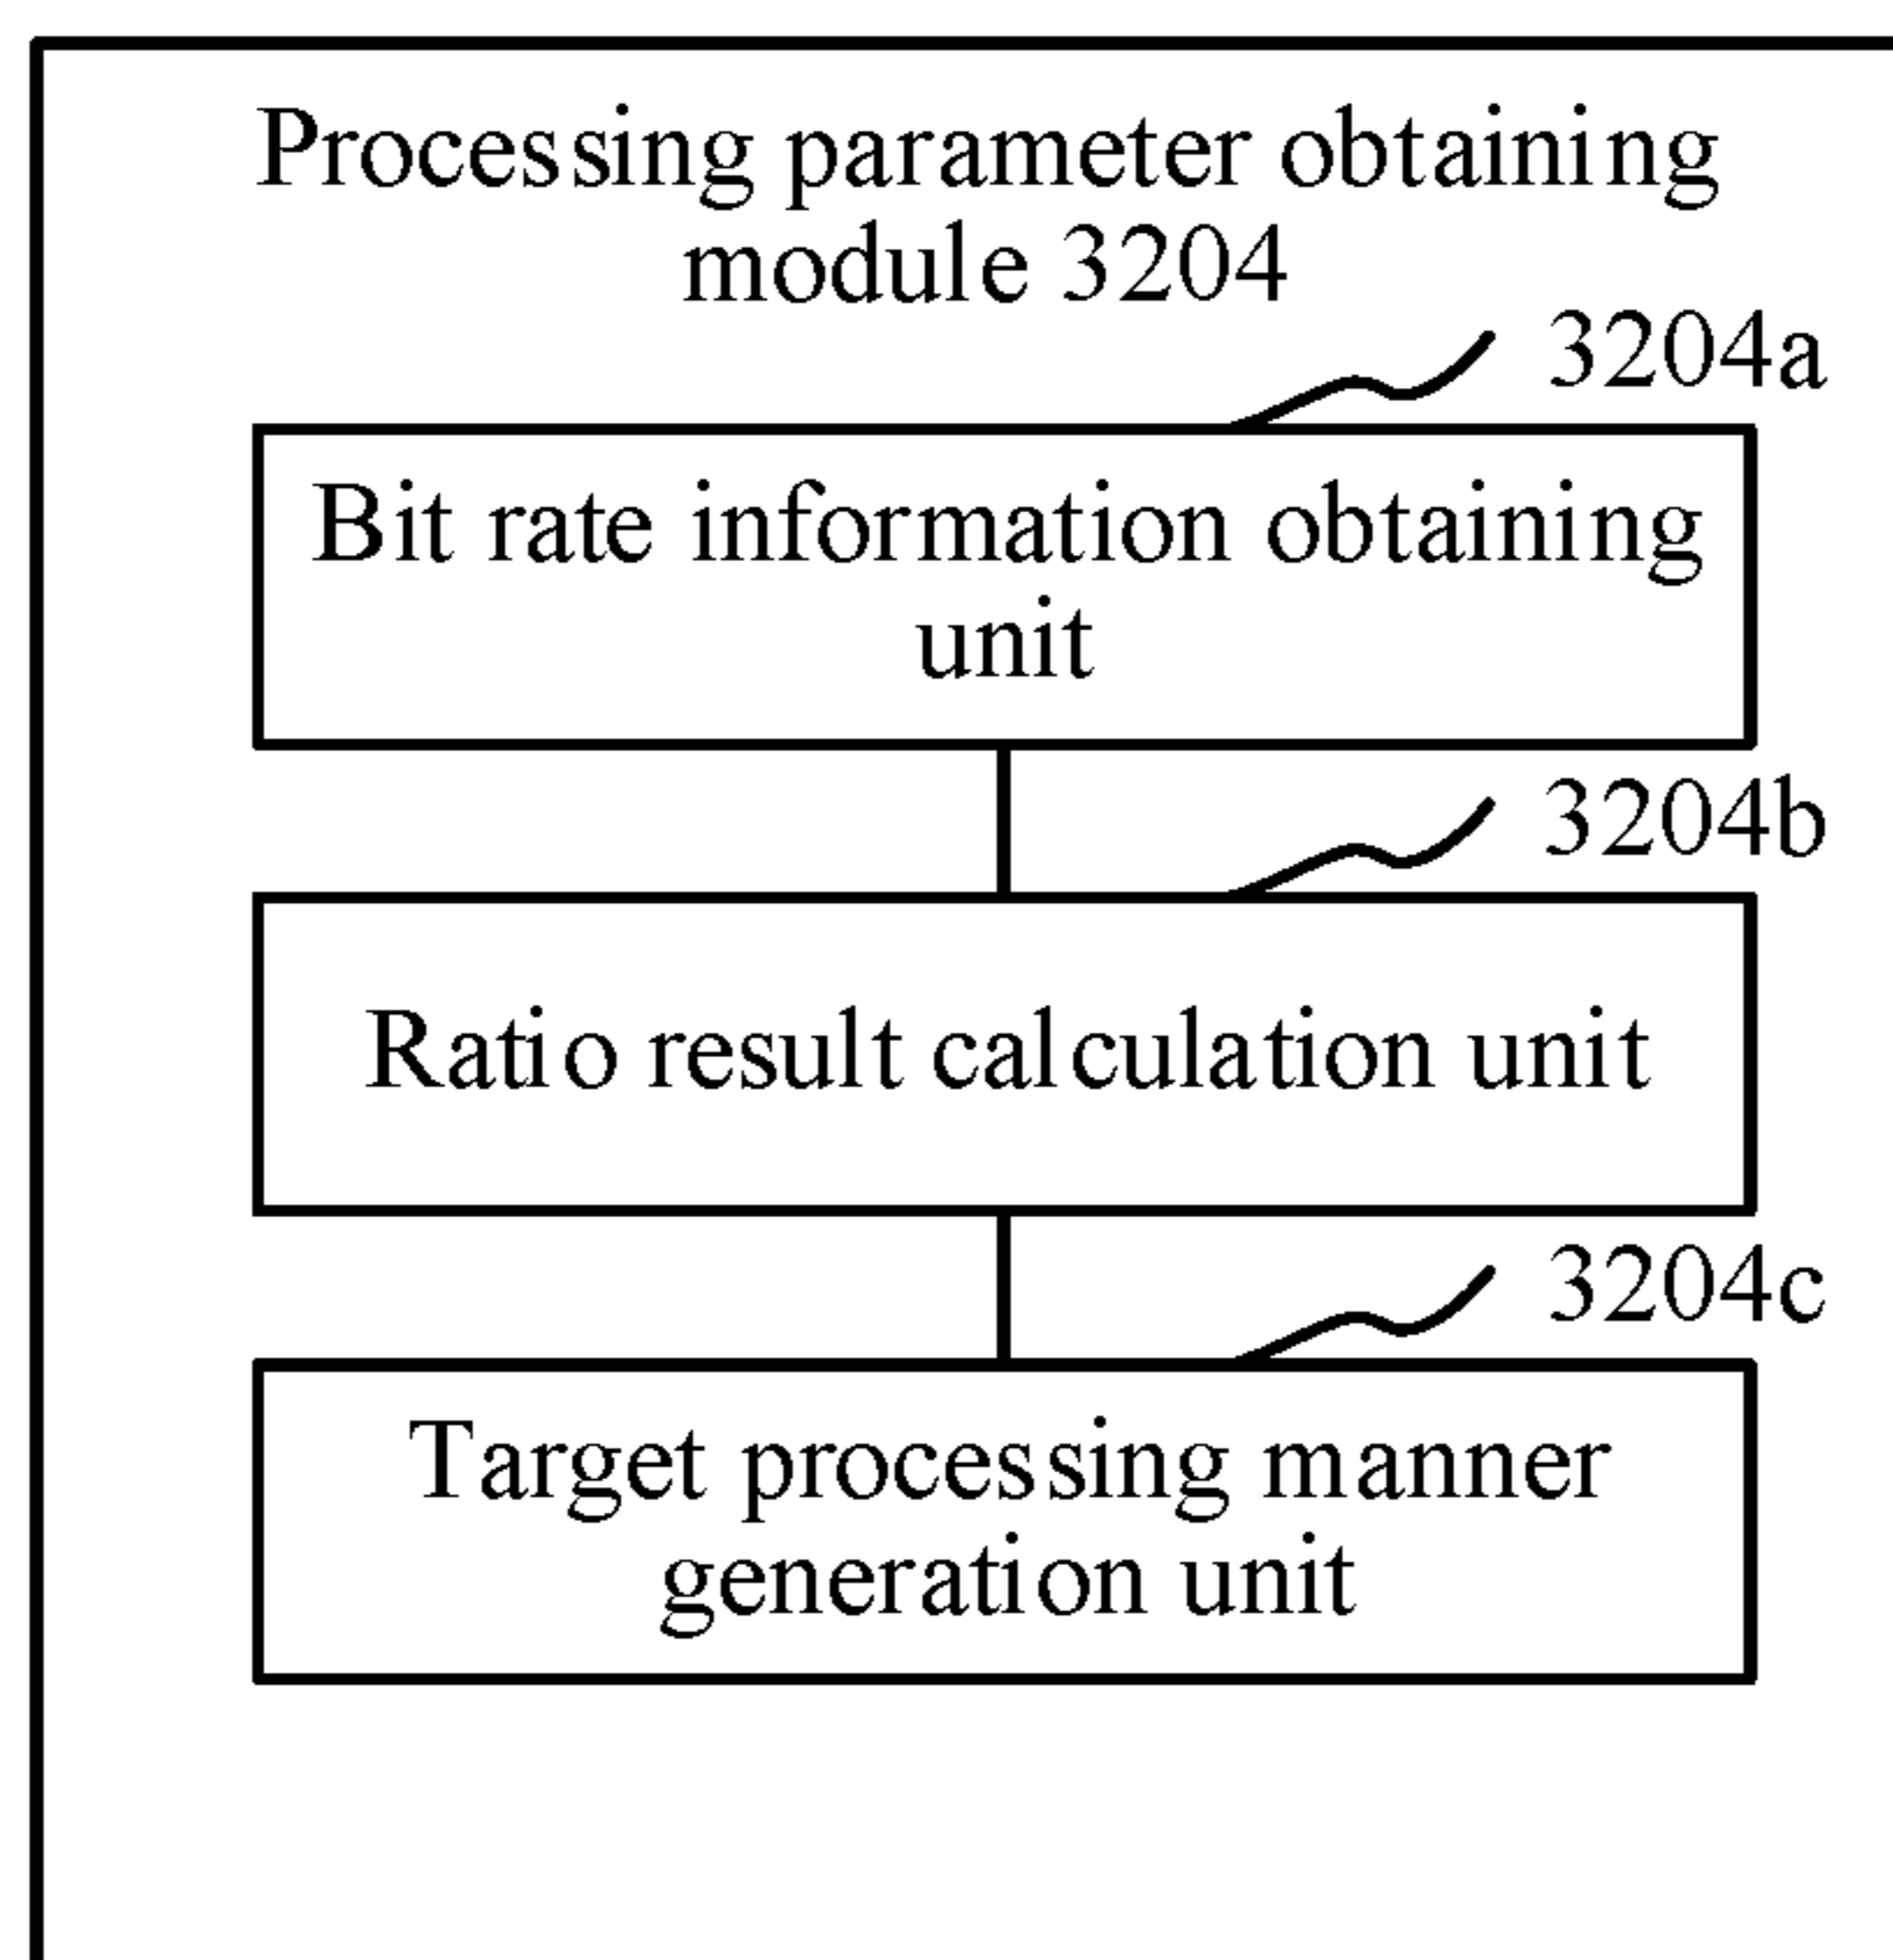 Processing parameter obtaining
module 3204
3204a
Bit rate information obtaining
unit
3204b
Ratio result calculation unit
3204c
Target processing manner
generation unit